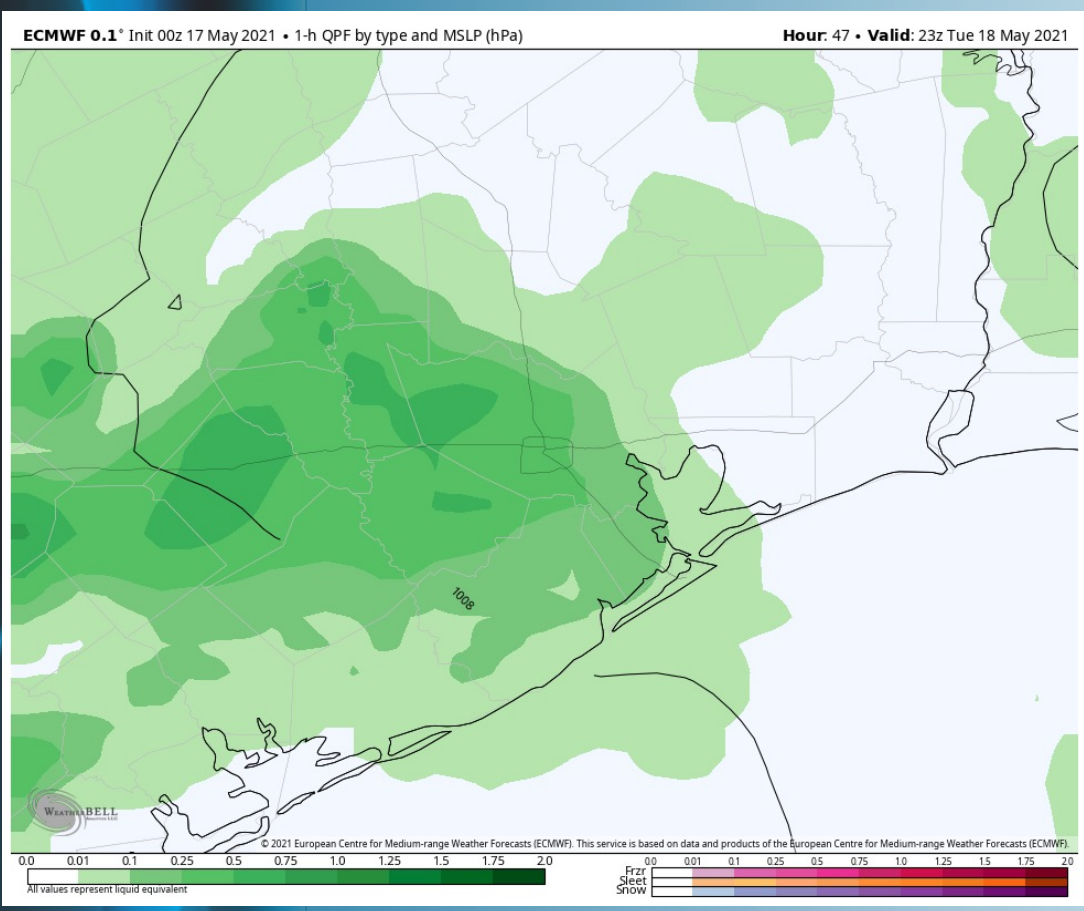 ECMWF 0.1° Init 00z 17 May 2021 • 1-h QPF by type and MSLP (hPa)
Hour: 47 • Valid: 23z Tue 18 May 2021
1008
WEATHERBELL
© 2021 European Centre for Medium-range Weather Forecasts (ECMWF). This service is based on data and products of the European Centre for Medium-range Weather Forecasts (ECMWF).
0.0 0.01 0.1 0.25 0.5 0.75 1.0 1.25 1.5 1.75 2.0
All values represent liquid equivalent
0.0 0.01 0.1 0.25 0.5 0.75 1.0 1.25 1.5 1.75 2.0
Frzr
Sleet
Snow